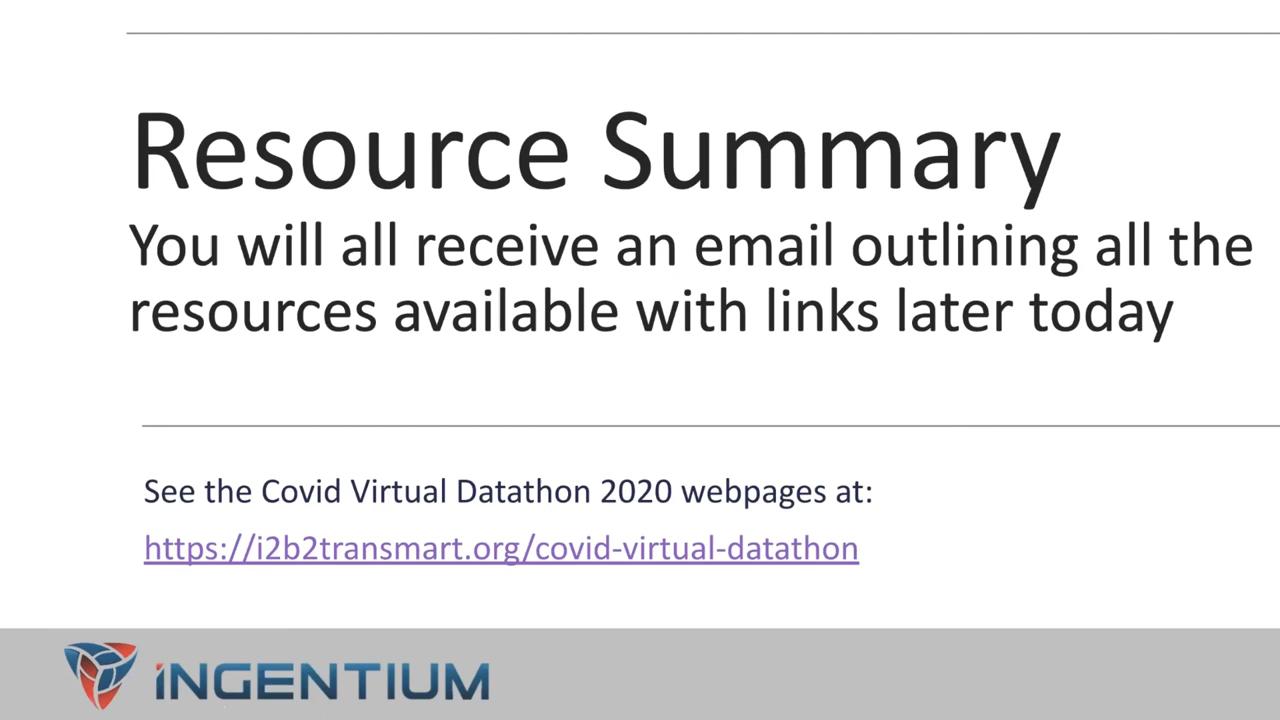 Resource Summary
You will all receive an email outlining all the
resources available with links later today
See the Covid Virtual Datathon 2020 webpages at:
https://i2b2transmart.org/covid-virtual-datathon
iNGENTIUM